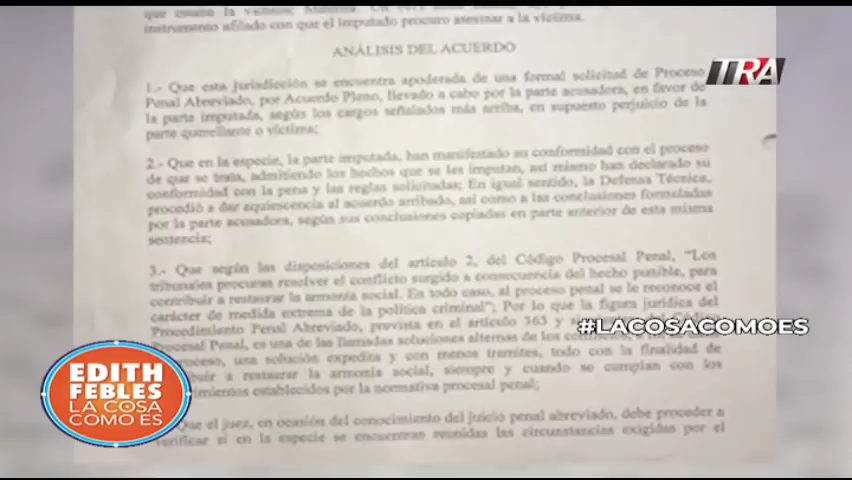 que estaba la víctima,
instrumento afilado con que el imputado procuro asesinar a la víctima.
ANÁLISIS DEL ACUERDO
1.- Que esta jurisdicción se encuentra apoderada de una formal solicitud de Proceso
Penal Abreviado, por Acuerdo Pleno, llevado a cabo por la parte acusadora, en favor de
la parte imputada, según los cargos señalados más arriba, en supuesto perjuicio de la
parte querellante o víctima;
2.- Que en la especie, la parte imputada, han manifestado su conformidad con el proceso
de que se trata, admitiendo los hechos que se les imputan, así mismo han declarado su
conformidad con la pena y las reglas solicitadas; En igual sentido, la Defensa Técnica,
procedió a dar aquiescencia al acuerdo arribado, así como a las conclusiones formuladas
por la parte acusadora, según sus conclusiones copiadas en parte anterior de esta misma
sentencia;
3.- Que según las disposiciones del artículo 2, del Código Procesal Penal, "Los
tribunales procuran resolver el conflicto surgido a consecuencia del hecho punible, para
contribuir a restaurar la armonía social. En todo caso, al proceso penal se le reconoce el
carácter de medida extrema de la política criminal"; Por lo que la figura jurídica del
Procedimiento Penal Abreviado, prevista en el artículo 363 y
Procesal Penal, es una de las llamadas soluciones alternas de los
proceso, una solución expedita y con menos tramites, todo con la finalidad de
a restaurar la armonía social, siempre y cuando se cumplan con los
establecidos por la normativa procesal penal;
Que el juez, en ocasión del conocimiento del juicio penal abreviado, debe proceder a
verificar si en la especie se encuentran reunidas las circunstancias exigidas por el
TRA
#LACOSACOMOES
EDITH
FEBLES
LA COSA
COMO ES